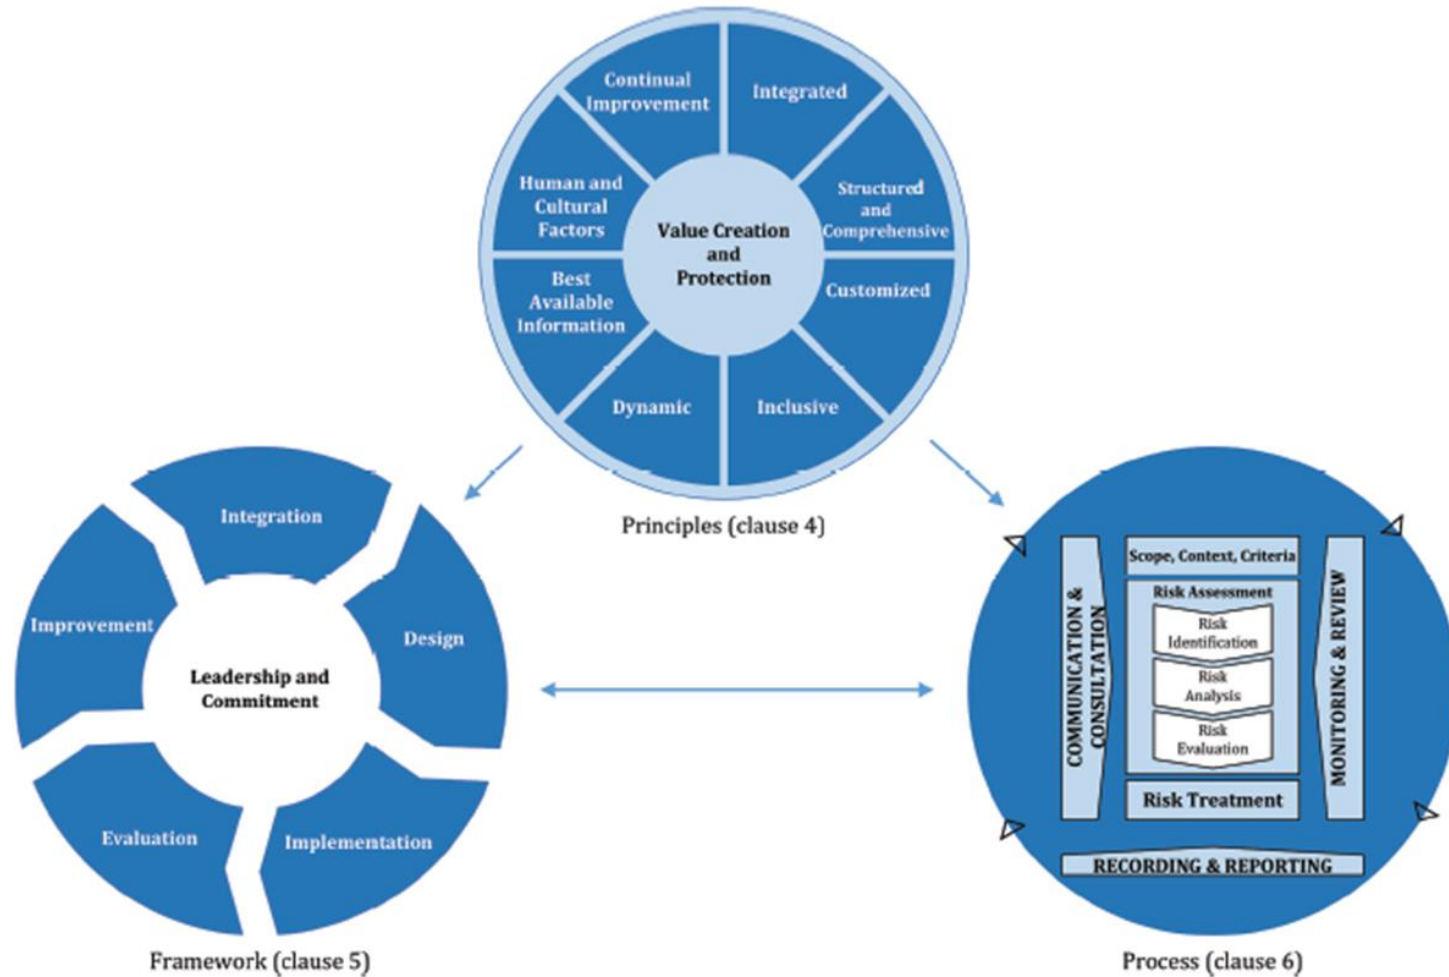 Continual
Improvement
Integrated
Human and
Cultural
Factors
Structured
and
Comprehensive
Value Creation
and
Protection
Best
Available
Information
Customized
Dynamic
Inclusive
Principles (clause 4)
Integration
Improvement
Design
Leadership and
Commitment
Evaluation
Implementation
Framework (clause 5)
Scope, Context, Criteria
Risk Assessment
Risk
Identification
Risk
Analysis
Risk
Evaluation
Risk Treatment
COMMUNICATION &
CONSULTATION
MONITORING & REVIEW
RECORDING & REPORTING
Process (clause 6)